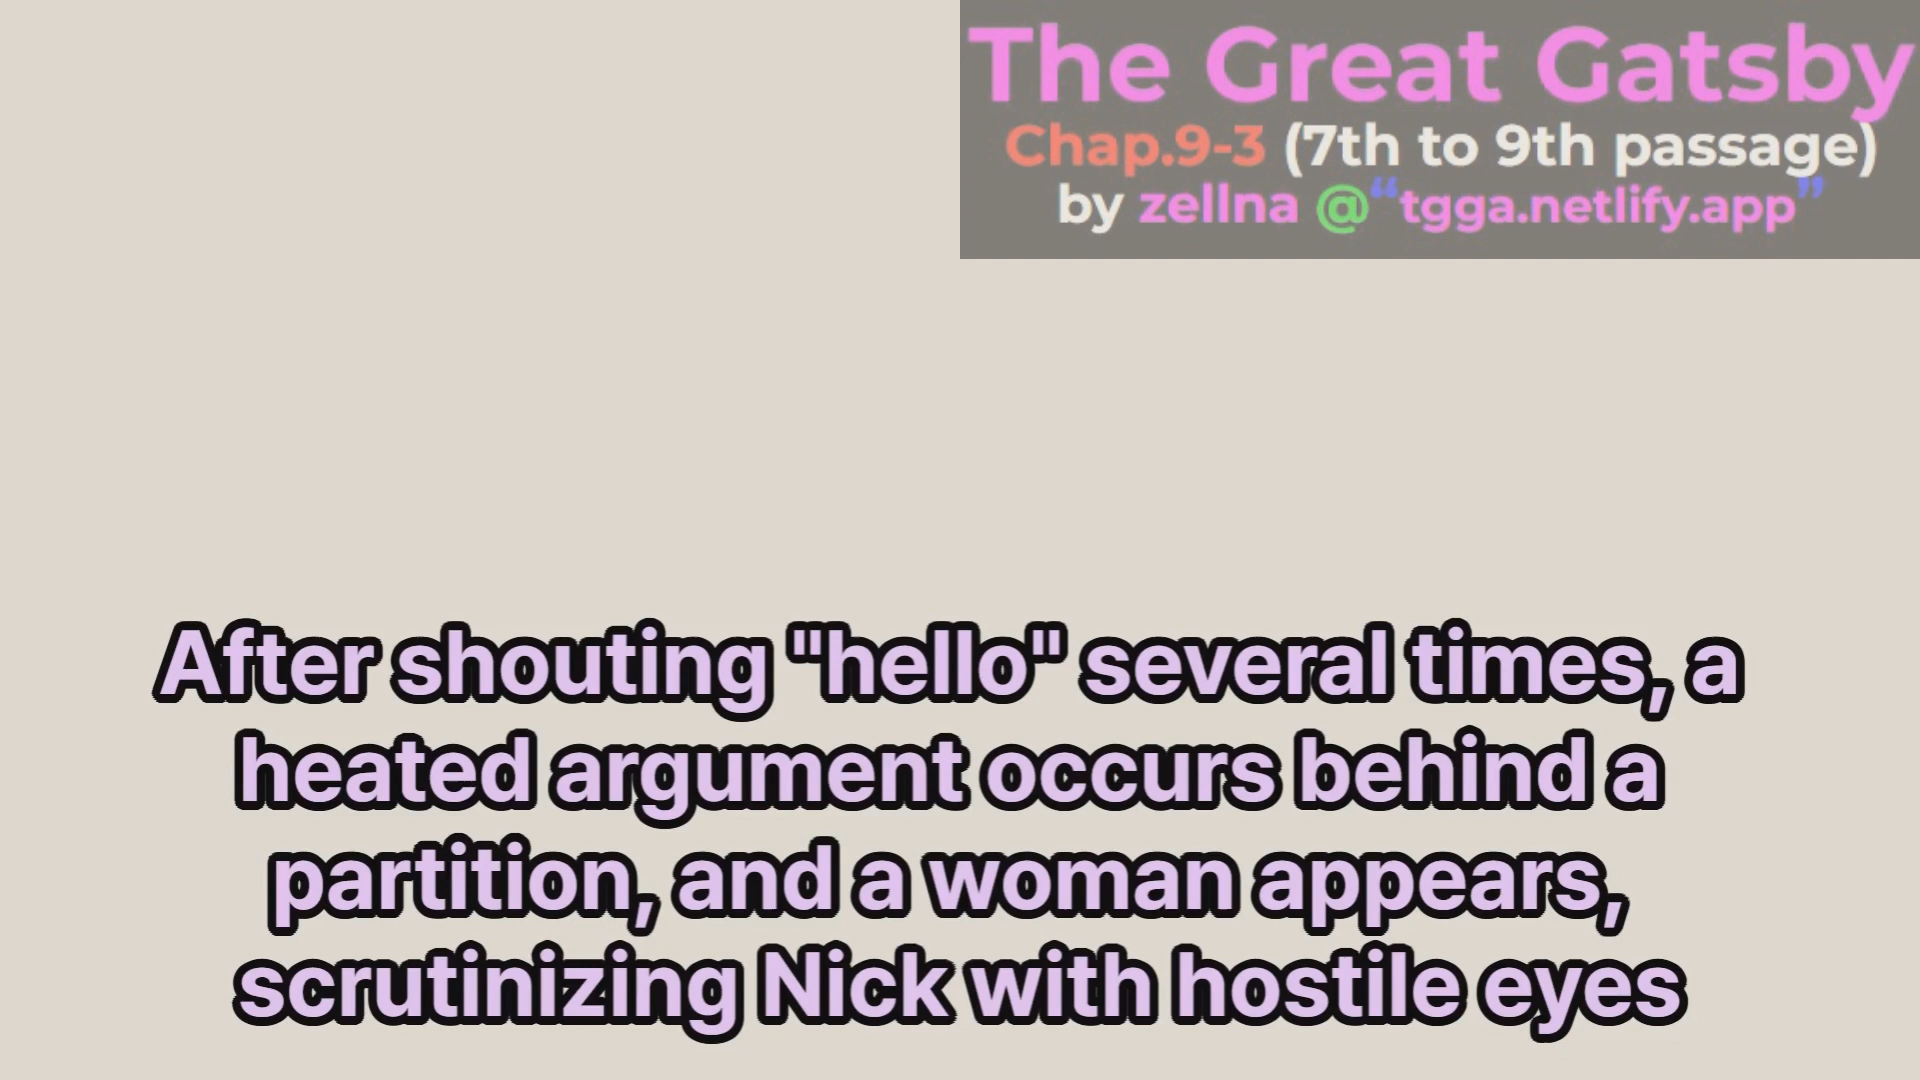 The Great Gatsby
Chap.9-3 (7th to 9th passage)
by zellna @“tgga.netlify.app”
After shouting "hello" several times, a
heated argument occurs behind a
partition, and a woman appears,
scrutinizing Nick with hostile eyes